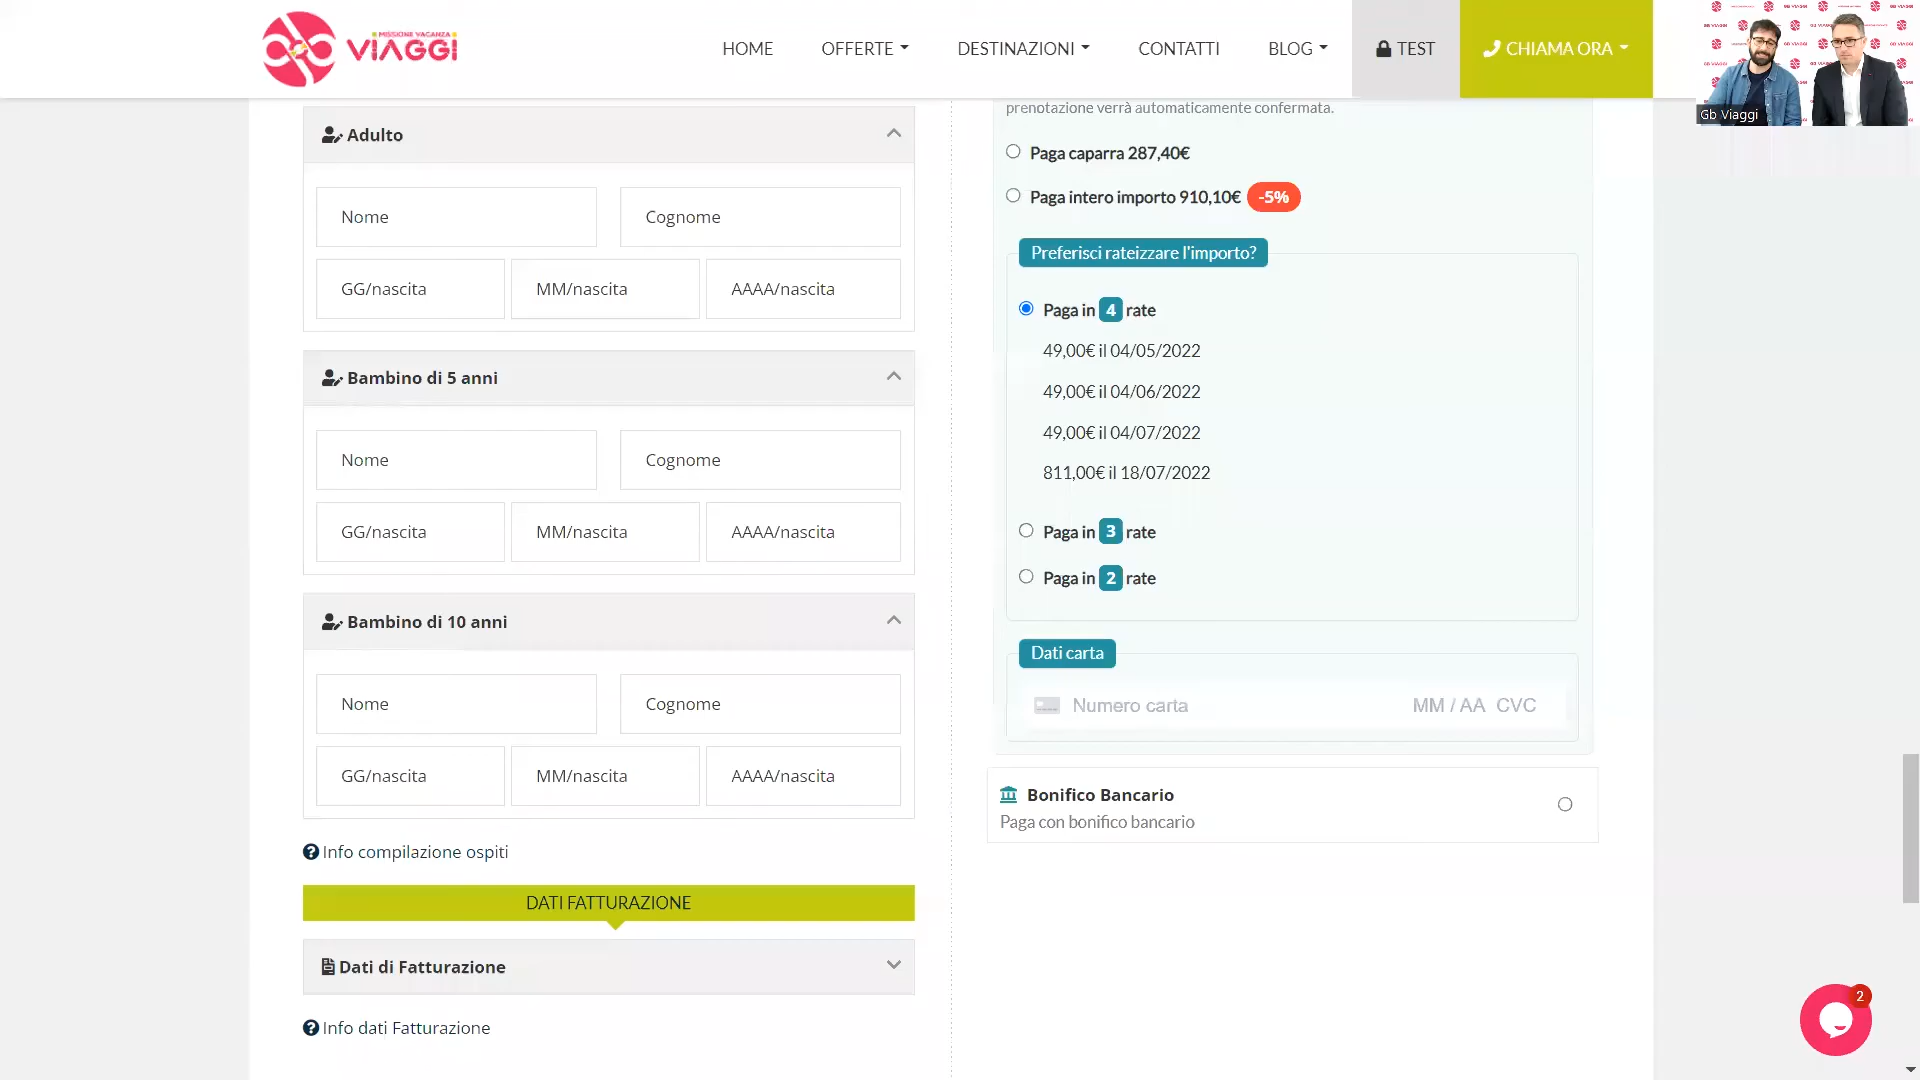 MISSIONE VACANZA
VIAGGI
HOME
OFFERTE
DESTINAZIONI
CONTATTI
BLOG
TEST
CHIAMA ORA
Gb Viaggi
Adulto
Nome
Cognome
GG/nascita
MM/nascita
AAAA/nascita
Bambino di 5 anni
Nome
Cognome
GG/nascita
MM/nascita
AAAA/nascita
Bambino di 10 anni
Nome
Cognome
GG/nascita
MM/nascita
AAAA/nascita
Info compilazione ospiti
DATI FATTURAZIONE
Dati di Fatturazione
Info dati Fatturazione
prenotazione verrà automaticamente confermata.
Paga caparra 287,40€
Paga intero importo 910,10€ -5%
Preferisci rateizzare l'importo?
Paga in 4 rate
49,00€ il 04/05/2022
49,00€ il 04/06/2022
49,00€ il 04/07/2022
811,00€ il 18/07/2022
Paga in 3 rate
Paga in 2 rate
Dati carta
Numero carta
MM / AA CVC
Bonifico Bancario
Paga con bonifico bancario
2